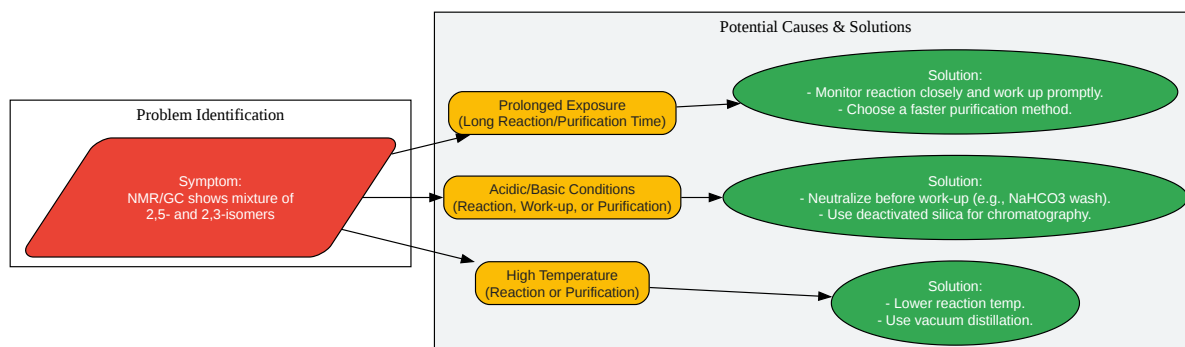 Potential Causes & Solutions
Problem Identification
Symptom:
NMR/GC shows mixture of
2,5- and 2,3-isomers
Prolonged Exposure
(Long Reaction/Purification Time)
Solution:
- Monitor reaction closely and work up promptly.
- Choose a faster purification method.
Acidic/Basic Conditions
(Reaction, Work-up, or Purification)
Solution:
- Neutralize before work-up (e.g., NaHCO3 wash).
- Use deactivated silica for chromatography.
High Temperature
(Reaction or Purification)
Solution:
- Lower reaction temp.
- Use vacuum distillation.